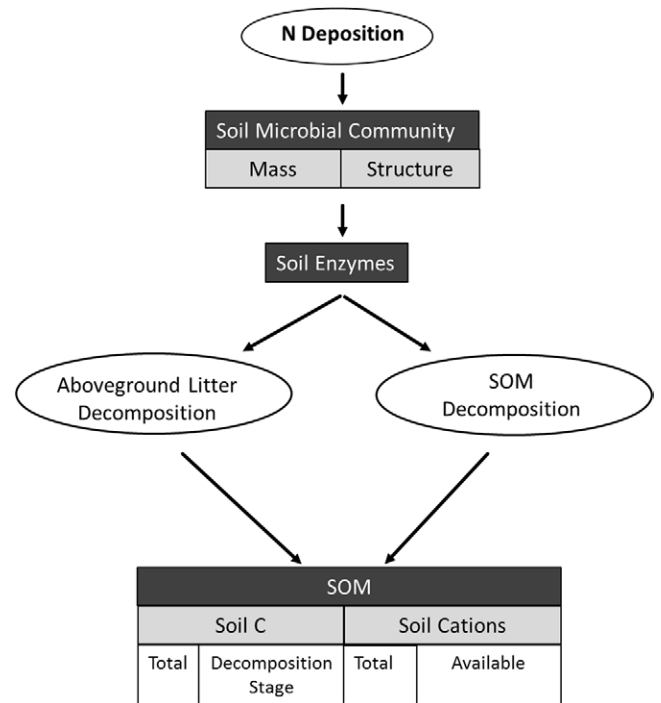 N Deposition
Soil Microbial Community
Mass Structure
Soil Enzymes
Aboveground Litter
Decomposition
SOM
Decomposition
SOM
Soil C Soil Cations
Total Decomposition Total Available
Stage